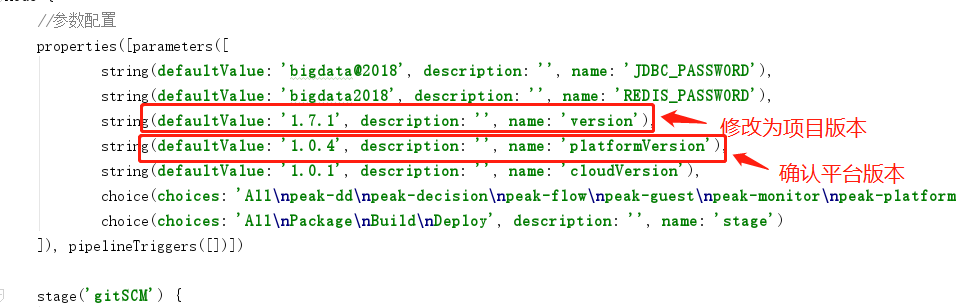 //参数配置
properties([parameters([
string(defaultValue: 'bigdata@2018', description: '', name: 'JDBC_PASSWORD'),
string(defaultValue: 'bigdata2018', description: '', name: 'REDIS_PASSWORD'),
string(defaultValue: '1.7.1', description: '', name: 'version'),
修改为项目版本
string(defaultValue: '1.0.4', description: '', name: 'platformVersion'),
确认平台版本
string(defaultValue: '1.0.1', description: '', name: 'cloudVersion'),
choice(choices: 'All\npeak-dd\npeak-decision\npeak-flow\npeak-guest\npeak-monitor\npeak-platform
choice(choices: 'All\nPackage\nBuild\nDeploy', description: '', name: 'stage')
]), pipelineTriggers([])])
stage('gitSCM') {